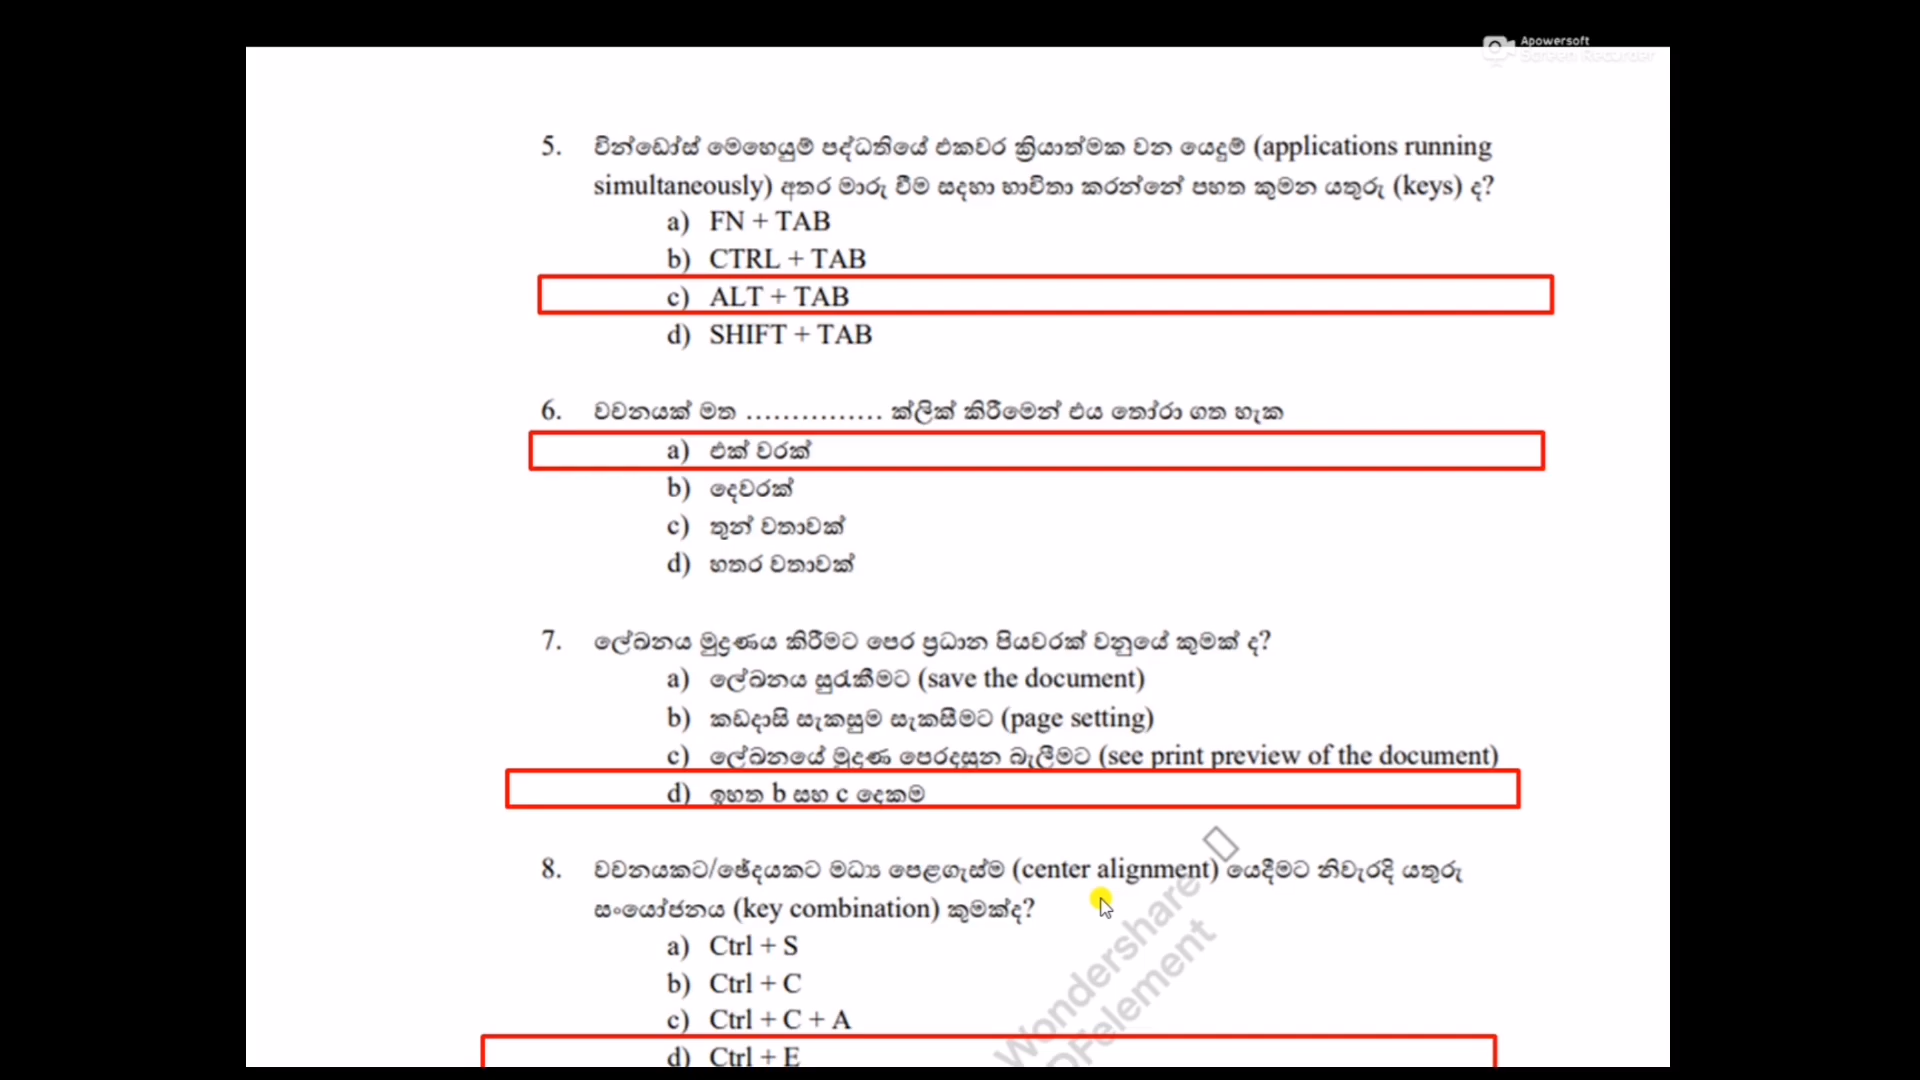 Apowersoft
Screen Recorder
5. වින්ඩෝස් මෙහෙයුම් පද්ධතියේ එකවර ක්‍රියාත්මක වන යෙදුම් (applications running
simultaneously) අතර මාරු වීම සදහා භාවිතා කරන්නේ පහත කුමන යතුරු (keys) ද?
a) FN + TAB
b) CTRL + TAB
c) ALT + TAB
d) SHIFT + TAB
6. වචනයක් මත ............... ක්ලික් කිරීමෙන් එය තෝරා ගත හැක
a) එක් වරක්
b) දෙවරක්
c) තුන් වතාවක්
d) හතර වතාවක්
7. ලේඛනය මුද්‍රණය කිරීමට පෙර ප්‍රධාන පියවරක් වනුයේ කුමක් ද?
a) ලේඛනය සුරැකීමට (save the document)
b) කඩදාසි සැකසුම සැකසීමට (page setting)
c) ලේඛනයේ මුද්‍රණ පෙරදසුන බැලීමට (see print preview of the document)
d) ඉහත b සහ c දෙකම
8. වචනයකට/ඡේදයකට මධ්‍ය පෙළගැස්ම (center alignment) යෙදීමට නිවැරදි යතුරු
සංයෝජනය (key combination) කුමක්ද?
a) Ctrl + S
b) Ctrl + C
c) Ctrl + C + A
d) Ctrl + E
Wondershare
PDFelement